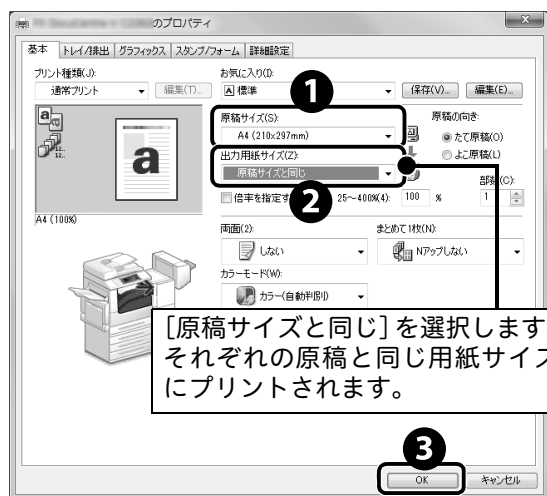 のプロパティ
基本 トレイ/排出 グラフィックス スタンプ/フォーム 詳細設定
プリント種類(J):
通常プリント
編集(T)...
お気に入り(I):
A 標準
保存(V)...
編集(E)...
1
原稿サイズ(S):
A4 (210x297mm)
原稿の向き:
たて原稿(O)
よこ原稿(L)
出力用紙サイズ(Z):
原稿サイズと同じ
2
倍率を指定す
25~400%(4):
100 %
部数(C):
1
a
a
A4 (100%)
両面(2):
しない
まとめて1枚(N):
Nアップしない
カラーモード(W):
カラー(自動判別)
[原稿サイズと同じ]を選択します
それぞれの原稿と同じ用紙サイズ
にプリントされます。
3
OK
キャンセル